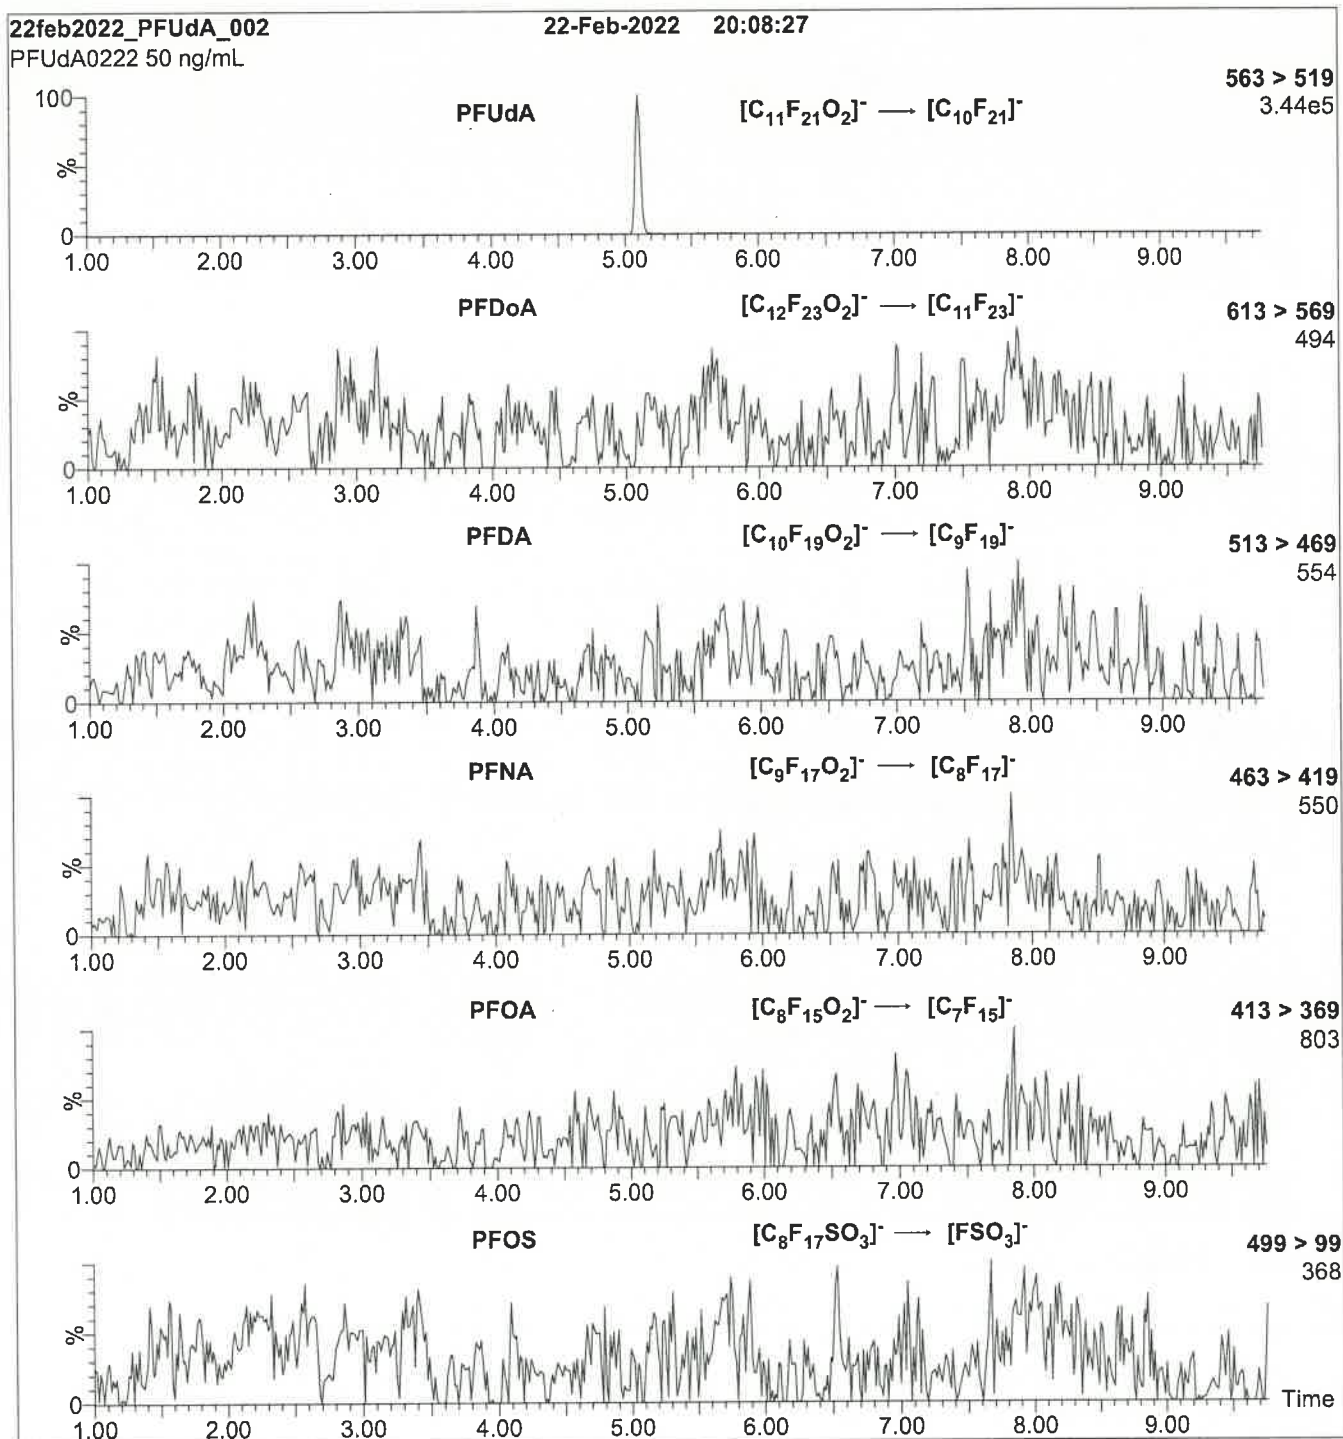 22feb2022_PFUdA_002 22-Feb-2022 20:08:27
PFUdA0222 50 ng/mL
563 > 519
3.44e5
PFUdA [C₁₁F₂₁O₂]⁻ → [C₁₀F₂₁]⁻
100
%
0
1.00 2.00 3.00 4.00 5.00 6.00 7.00 8.00 9.00
PFDoA [C₁₂F₂₃O₂]⁻ → [C₁₁F₂₃]⁻ 613 > 569
494
%
0
1.00 2.00 3.00 4.00 5.00 6.00 7.00 8.00 9.00
PFDA [C₁₀F₁₉O₂]⁻ → [C₉F₁₉]⁻ 513 > 469
554
%
0
1.00 2.00 3.00 4.00 5.00 6.00 7.00 8.00 9.00
PFNA [C₉F₁₇O₂]⁻ → [C₈F₁₇]⁻ 463 > 419
550
%
0
1.00 2.00 3.00 4.00 5.00 6.00 7.00 8.00 9.00
PFOA [C₈F₁₅O₂]⁻ → [C₇F₁₅]⁻ 413 > 369
803
%
0
1.00 2.00 3.00 4.00 5.00 6.00 7.00 8.00 9.00
PFOS [C₈F₁₇SO₃]⁻ → [FSO₃]⁻ 499 > 99
368
%
0
Time
1.00 2.00 3.00 4.00 5.00 6.00 7.00 8.00 9.00